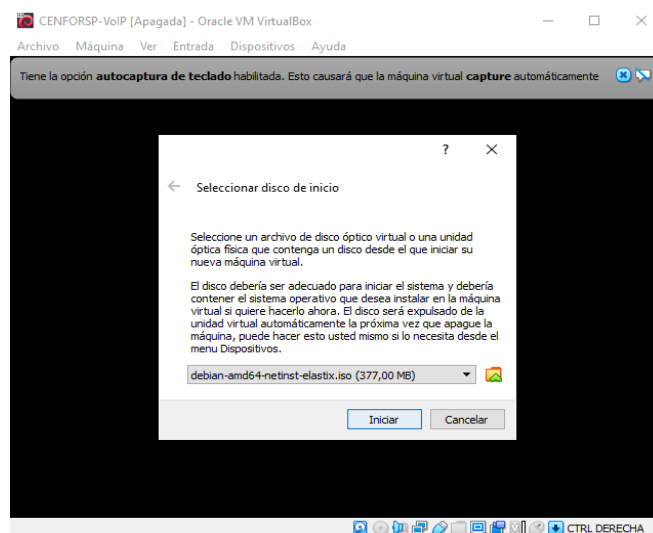 CENFORSP-VoIP [Apagada] - Oracle VM VirtualBox
Archivo Máquina Ver Entrada Dispositivos Ayuda
Tiene la opción autocaptura de teclado habilitada. Esto causará que la máquina virtual capture automáticamente
?
Seleccionar disco de inicio
Seleccione un archivo de disco óptico virtual o una unidad
óptica física que contenga un disco desde el que iniciar su
nueva máquina virtual.
El disco debería ser adecuado para iniciar el sistema y debería
contener el sistema operativo que desea instalar en la máquina
virtual si quiere hacerlo ahora. El disco será expulsado de la
unidad virtual automáticamente la próxima vez que apague la
máquina, puede hacer esto usted mismo si lo necesita desde el
menu Dispositivos.
debian-amd64-netinst-elastix.iso (377,00 MB)
Iniciar Cancelar
CTRL DERECHA